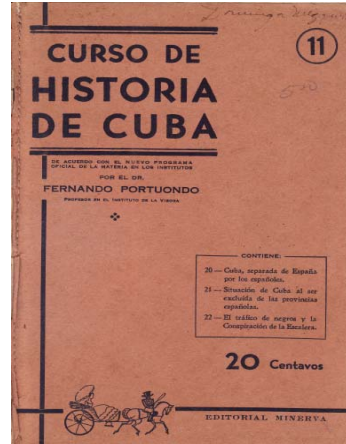 11
CURSO DE
HISTORIA
DE CUBA
DE ACUERDO CON EL NUEVO PROGRAMA
OFICIAL DE LA MATERIA EN LOS INSTITUTOS
POR EL DR.
FERNANDO PORTUONDO
PROFESOR EN EL INSTITUTO DE LA VIBORA
CONTIENE:
20 — Cuba, separada de España
por los españoles.
21 — Situación de Cuba al ser
excluída de las provincias
españolas.
22 — El tráfico de negros y la
Conspiración de la Escalera.
20 Centavos
EDITORIAL MINERVA